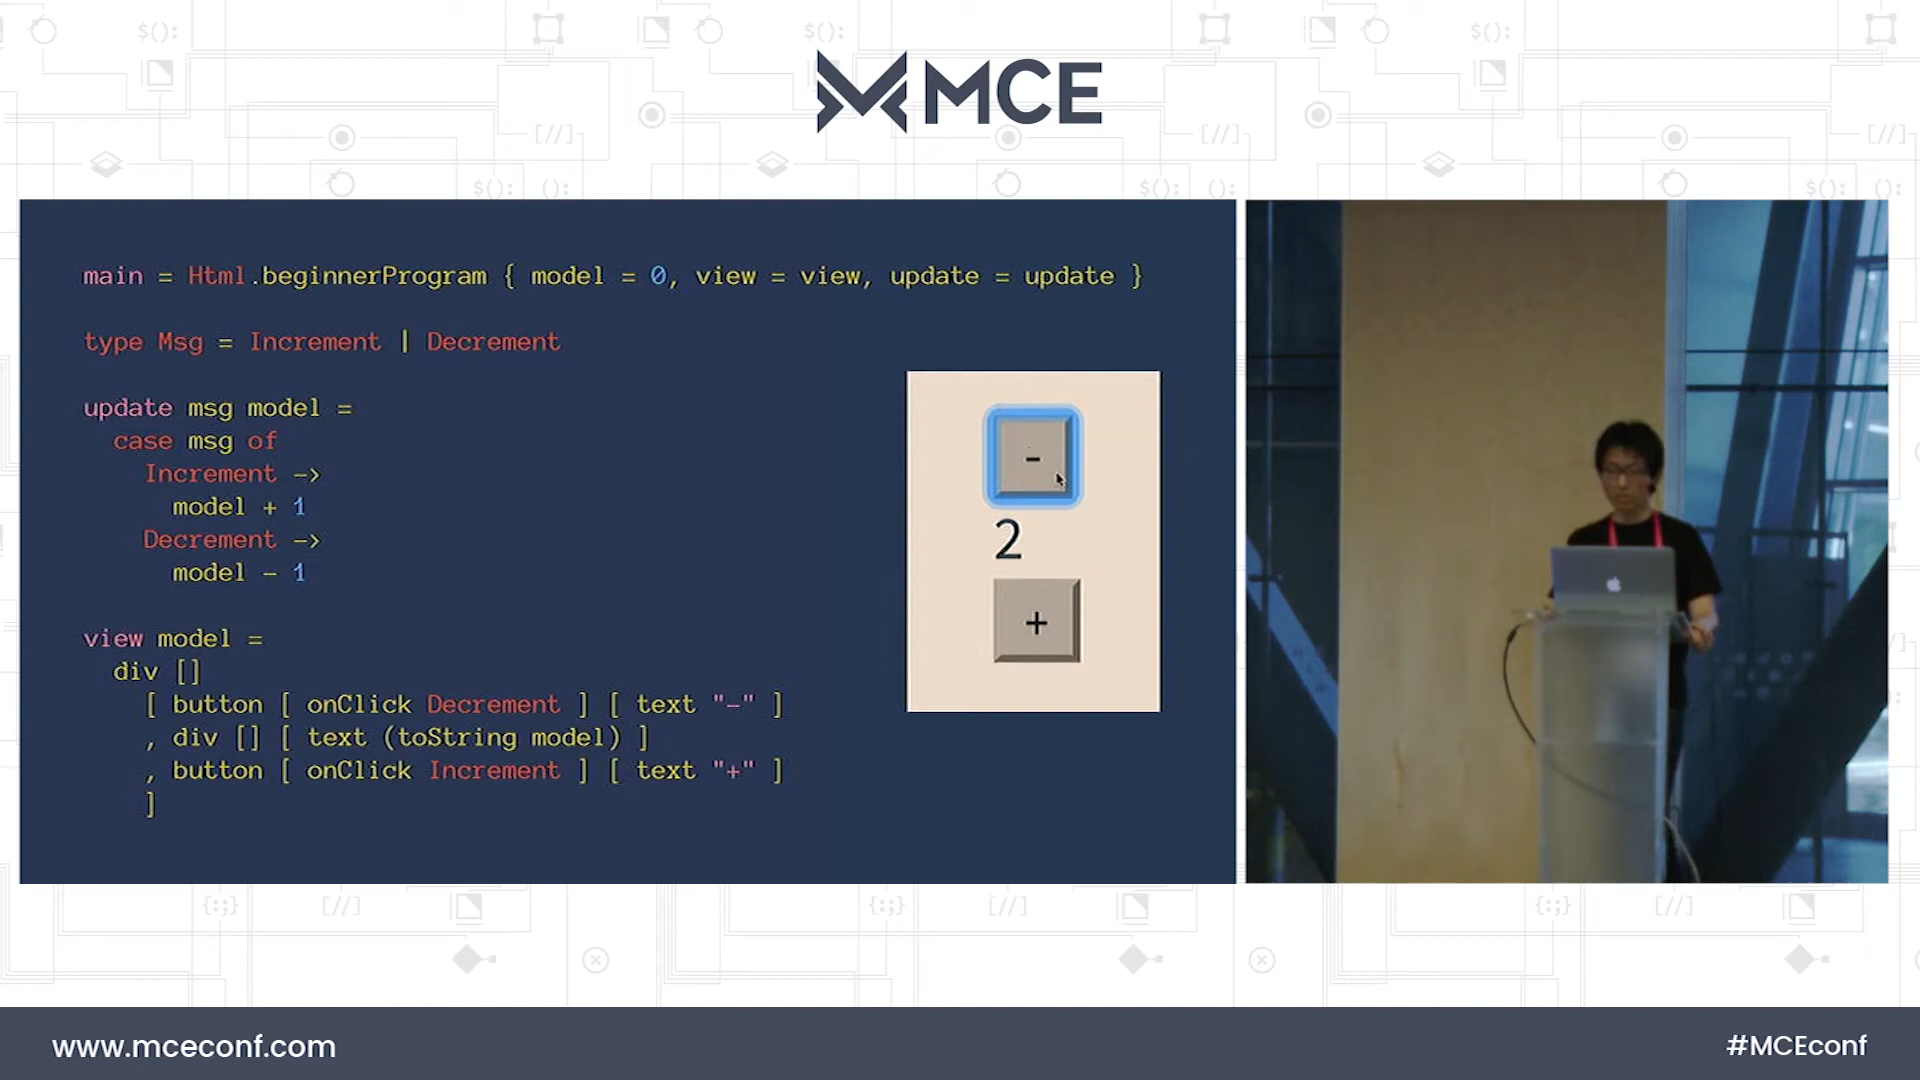 MCE
main = Html.beginnerProgram { model = 0, view = view, update = update }
type Msg = Increment | Decrement
update msg model =
case msg of
Increment ->
model + 1
Decrement ->
model - 1
view model =
div []
[ button [ onClick Decrement ] [ text "-" ]
, div [] [ text (toString model) ]
, button [ onClick Increment ] [ text "+" ]
]
-
2
+
www.mceconf.com
#MCEconf